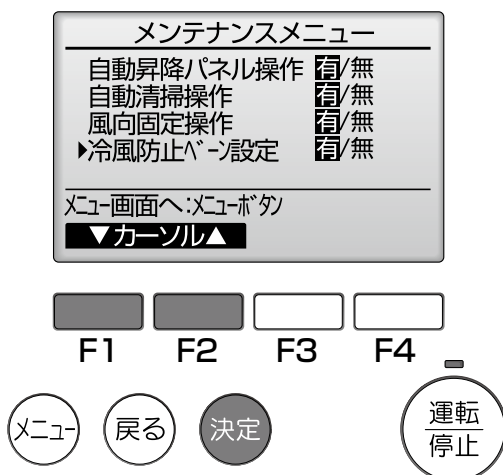 メンテナンスメニュー
自動昇降パネル操作 有/無
自動清掃操作 有/無
風向固定操作 有/無
▶冷風防止ベーン設定 有/無
メニュー画面へ:メニューボタン
▼カーソル▲
F1 F2 F3 F4
メニュー 戻る 決定 運転
停止